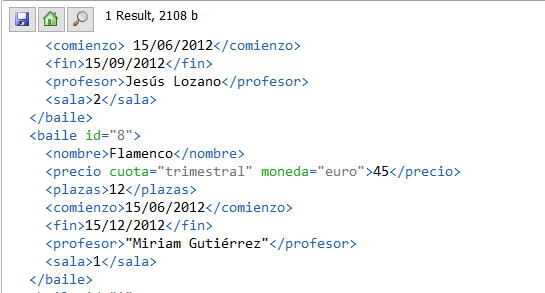 1 Result, 2108 b
<comienzo> 15/06/2012</comienzo>
<fin>15/09/2012</fin>
<profesor>Jesús Lozano</profesor>
<sala>2</sala>
</baile>
<baile id="8">
<nombre>Flamenco</nombre>
<precio cuota="trimestral" moneda="euro">45</precio>
<plazas>12</plazas>
<comienzo>15/06/2012</comienzo>
<fin>15/12/2012</fin>
<profesor>"Miriam Gutiérrez"</profesor>
<sala>1</sala>
</baile>